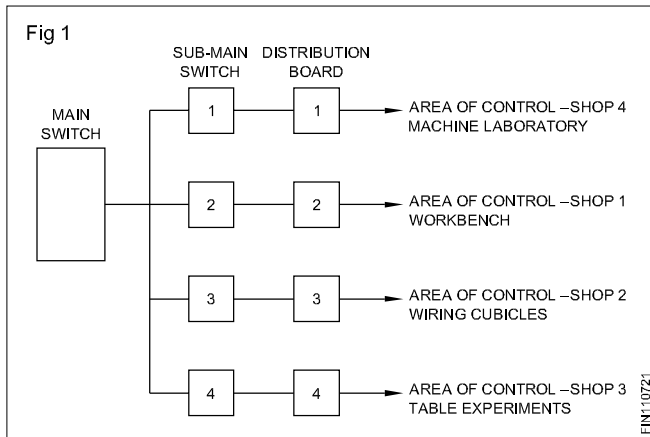 Fig 1
SUB-MAIN SWITCH
DISTRIBUTION BOARD
MAIN SWITCH
1
1
AREA OF CONTROL –SHOP 4
MACHINE LABORATORY
2
2
AREA OF CONTROL –SHOP 1
WORKBENCH
3
3
AREA OF CONTROL –SHOP 2
WIRING CUBICLES
4
4
AREA OF CONTROL –SHOP 3
TABLE EXPERIMENTS
FIN110721